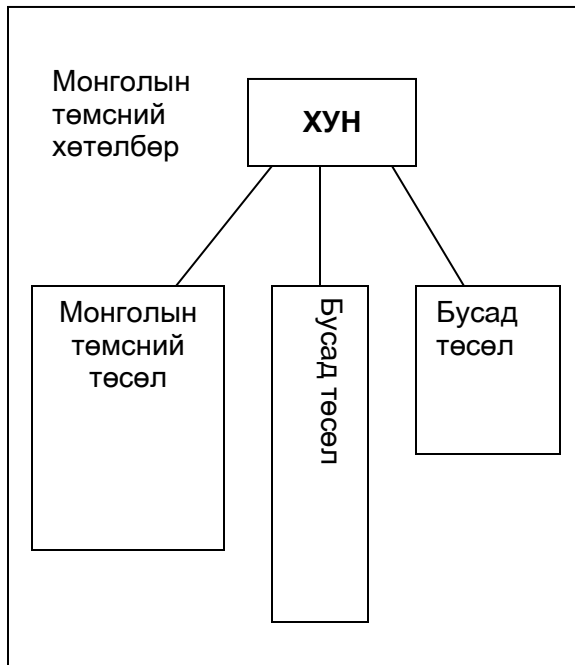 Монголын
төмсний
хөтөлбөр
ХУН
Монголын
төмсний
төсөл
Бусад төсөл
Бусад
төсөл